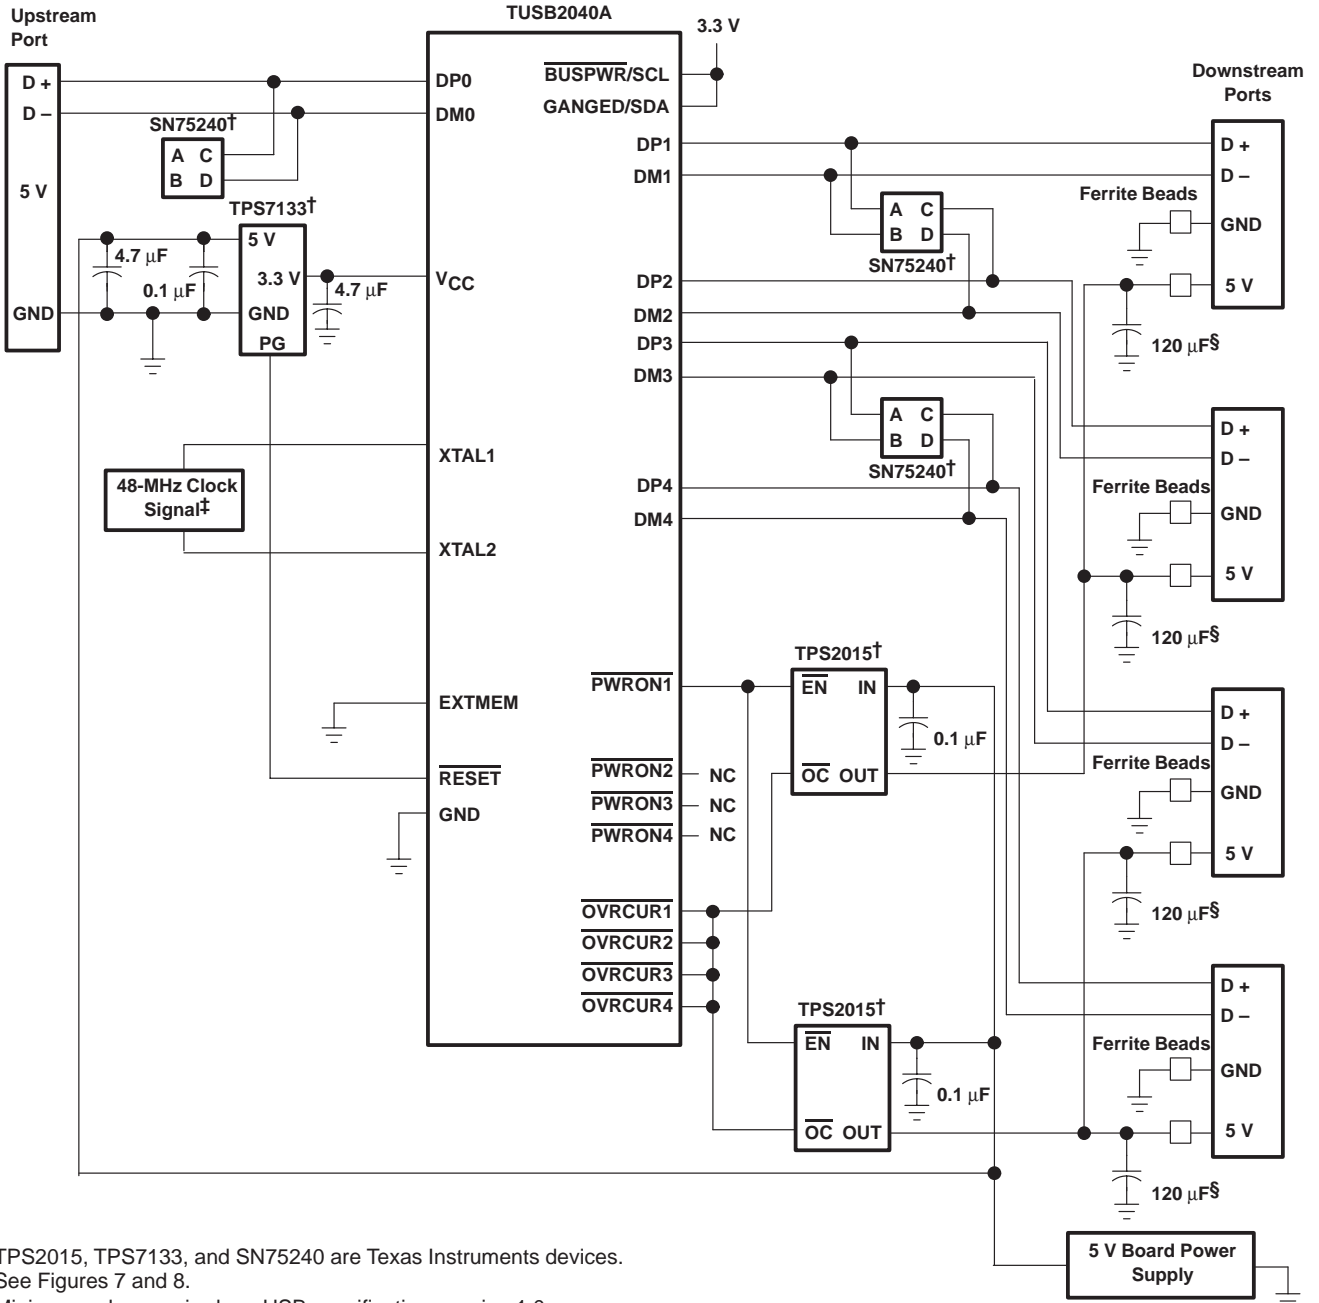 Upstream
Port
D +
D –
5 V
GND
SN75240†
A C
B D
TPS7133†
5 V
3.3 V
GND
PG
4.7 μF
0.1 μF
4.7 μF
48-MHz Clock
Signal‡
TUSB2040A
DP0
DM0
VCC
XTAL1
XTAL2
EXTMEM
RESET
GND
3.3 V
BUSPWR/SCL
GANGED/SDA
DP1
DM1
DP2
DM2
DP3
DM3
DP4
DM4
PWRON1
PWRON2
NC
PWRON3
NC
PWRON4
NC
OVRCUR1
OVRCUR2
OVRCUR3
OVRCUR4
A C
B D
SN75240†
A C
B D
SN75240†
TPS2015†
EN IN
OC OUT
0.1 μF
TPS2015†
EN IN
OC OUT
0.1 μF
Downstream
Ports
D +
D –
Ferrite Beads
GND
5 V
120 μF§
D +
D –
Ferrite Beads
GND
5 V
120 μF§
D +
D –
Ferrite Beads
GND
5 V
120 μF§
D +
D –
Ferrite Beads
GND
5 V
120 μF§
5 V Board Power
Supply
TPS2015, TPS7133, and SN75240 are Texas Instruments devices.
See Figures 7 and 8.